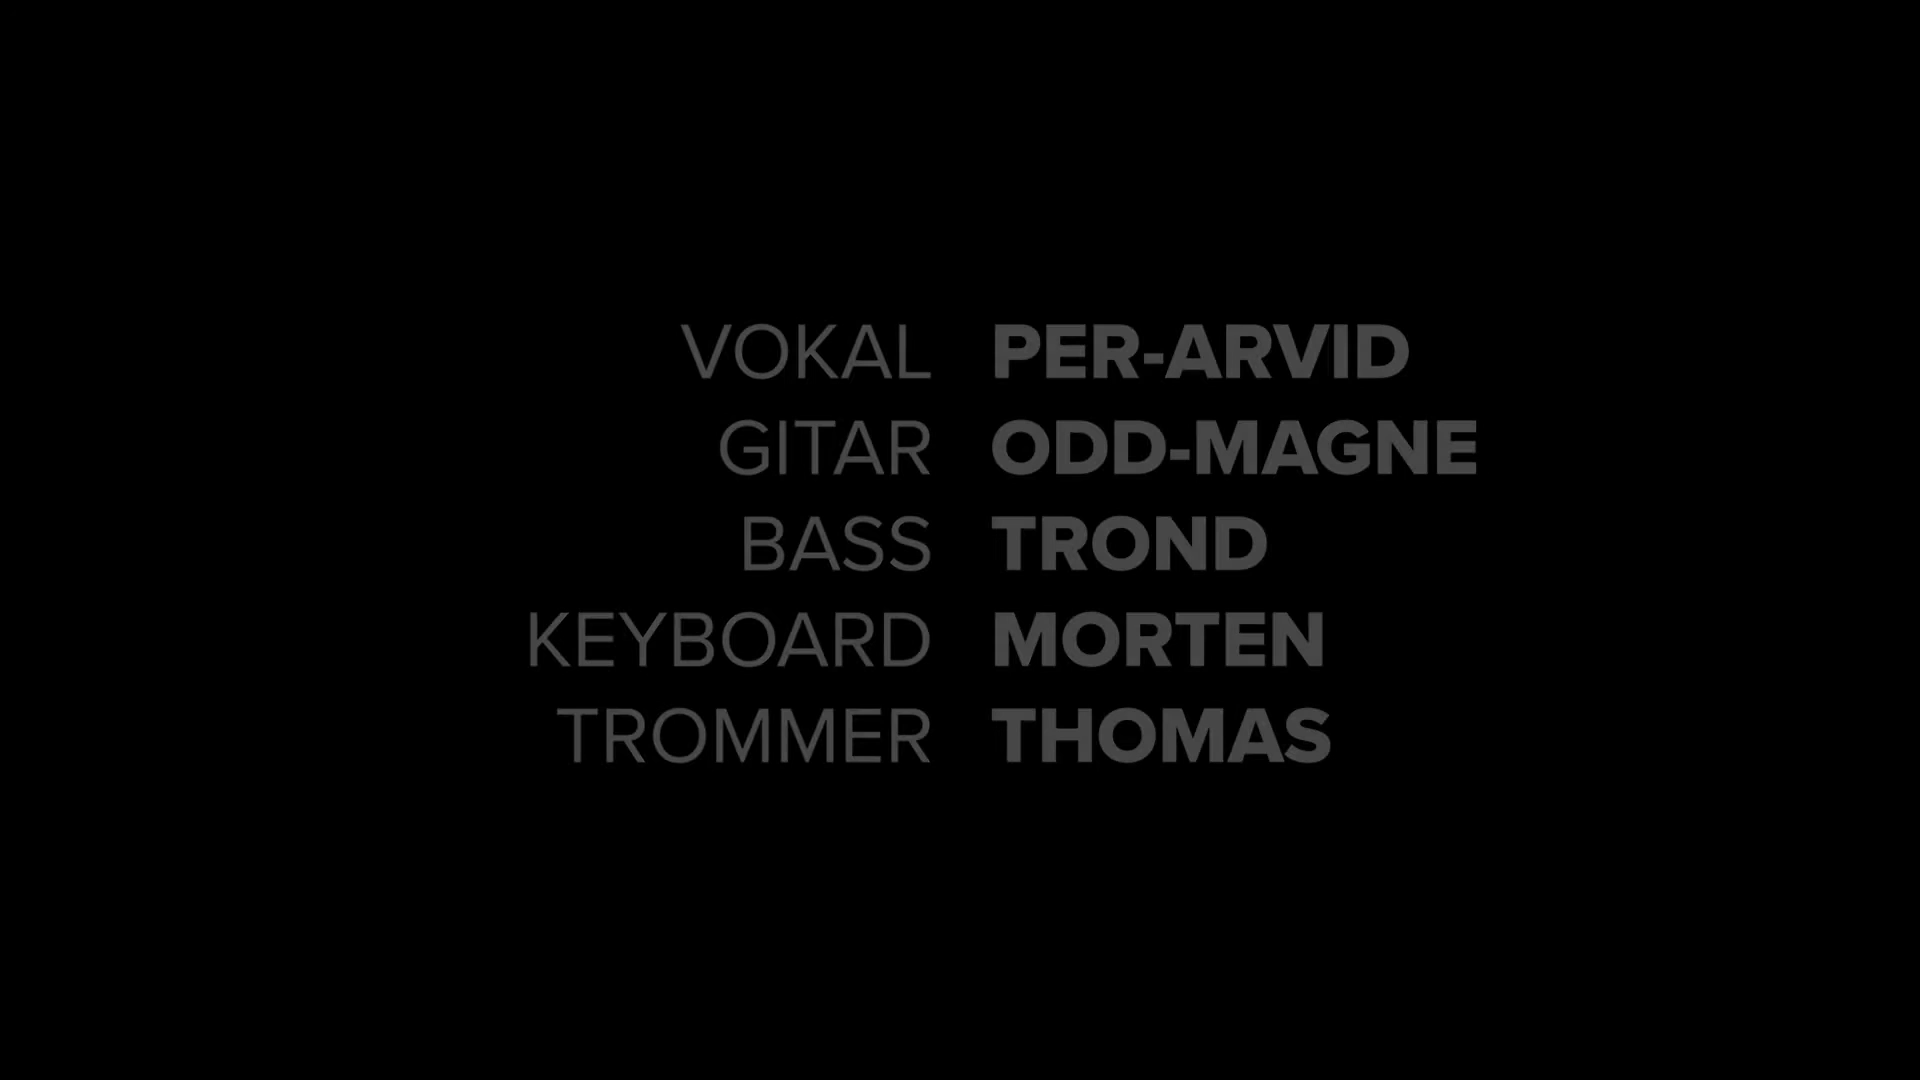 VOKAL PER-ARVID
GITAR ODD-MAGNE
BASS TROND
KEYBOARD MORTEN
TROMMER THOMAS